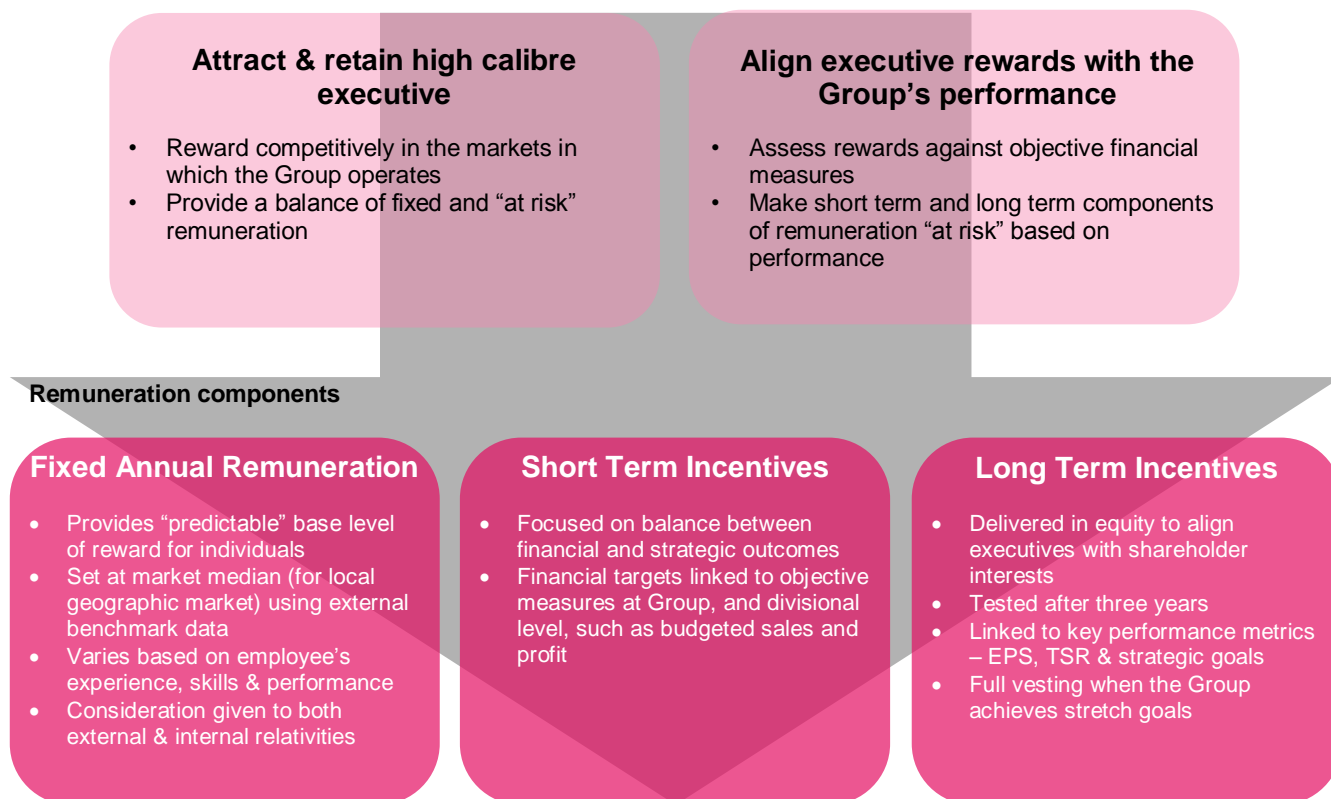 Attract & retain high calibre
executive
• Reward competitively in the markets in
which the Group operates
• Provide a balance of fixed and “at risk”
remuneration
Align executive rewards with the
Group’s performance
• Assess rewards against objective financial
measures
• Make short term and long term components
of remuneration “at risk” based on
performance
Remuneration components
Fixed Annual Remuneration
• Provides “predictable” base level
of reward for individuals
• Set at market median (for local
geographic market) using external
benchmark data
• Varies based on employee’s
experience, skills & performance
• Consideration given to both
external & internal relativities
Short Term Incentives
• Focused on balance between
financial and strategic outcomes
• Financial targets linked to objective
measures at Group, and divisional
level, such as budgeted sales and
profit
Long Term Incentives
• Delivered in equity to align
executives with shareholder
interests
• Tested after three years
• Linked to key performance metrics
– EPS, TSR & strategic goals
• Full vesting when the Group
achieves stretch goals